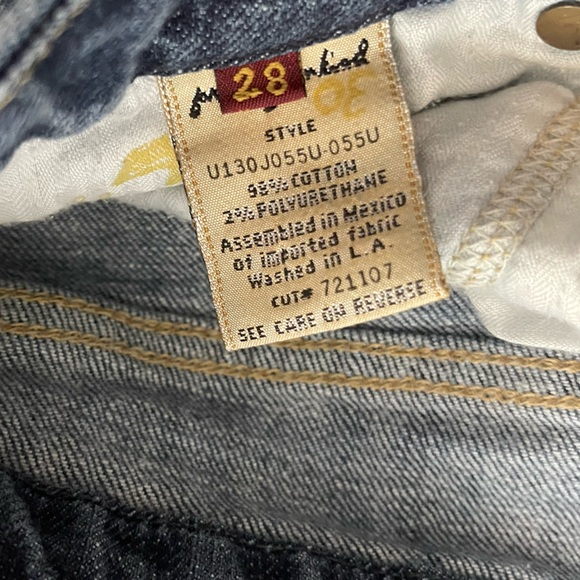 28
STYLE
U130J055U-055U
98% COTTON
2% POLYURETHANE
Assembled in Mexico
of imported fabric
Washed in L.A.
CUT# 721107
SEE CARE ON REVERSE